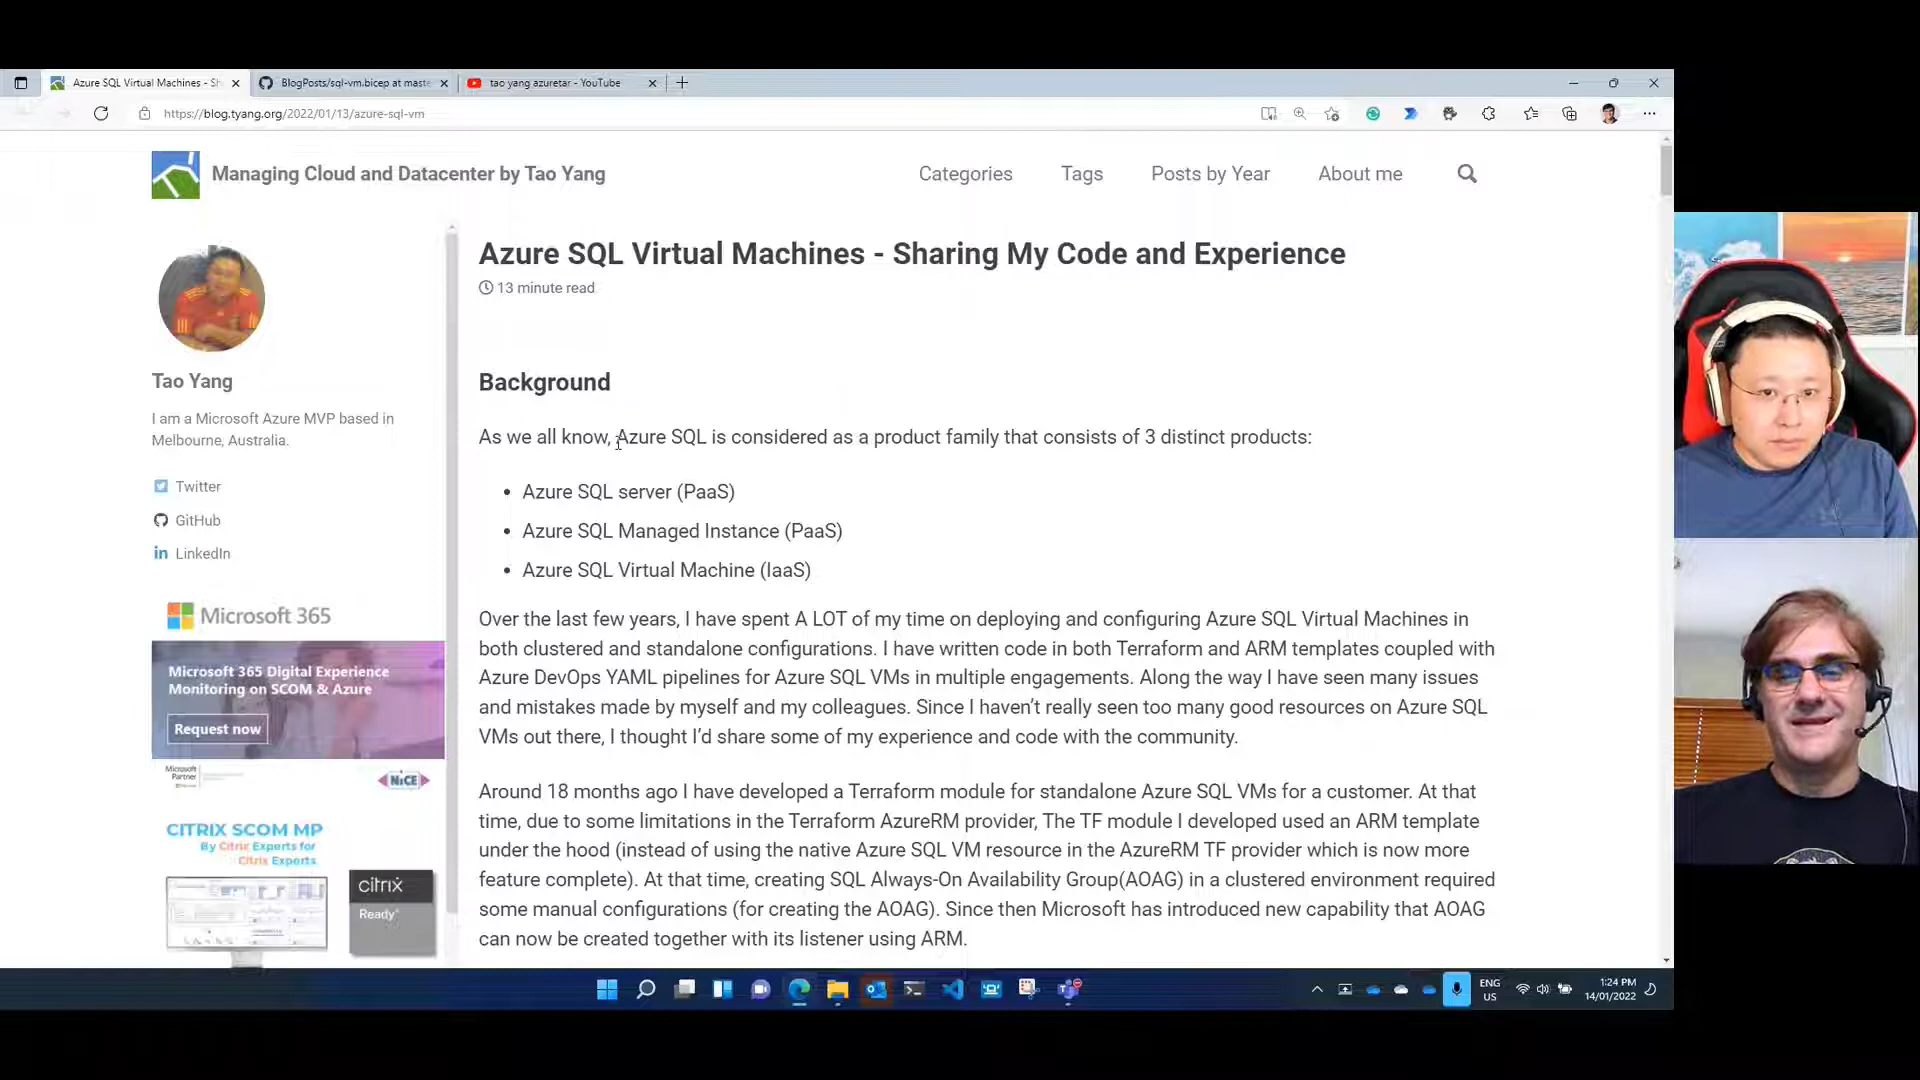 Azure SQL Virtual Machines - Sh
BlogPosts/sql-vm.bicep at maste
tao yang azuretar - YouTube
https://blog.tyang.org/2022/01/13/azure-sql-vm
Managing Cloud and Datacenter by Tao Yang
Categories
Tags
Posts by Year
About me
Tao Yang
I am a Microsoft Azure MVP based in
Melbourne, Australia.
Twitter
GitHub
LinkedIn
Microsoft 365
Microsoft 365 Digital Experience
Monitoring on SCOM & Azure
Request now
Microsoft
Partner
NiCE
CITRIX SCOM MP
By Citrix Experts for
Citrix Experts
citrix
Ready
Azure SQL Virtual Machines - Sharing My Code and Experience
13 minute read
Background
As we all know, Azure SQL is considered as a product family that consists of 3 distinct products:
• Azure SQL server (PaaS)
• Azure SQL Managed Instance (PaaS)
• Azure SQL Virtual Machine (IaaS)
Over the last few years, I have spent A LOT of my time on deploying and configuring Azure SQL Virtual Machines in
both clustered and standalone configurations. I have written code in both Terraform and ARM templates coupled with
Azure DevOps YAML pipelines for Azure SQL VMs in multiple engagements. Along the way I have seen many issues
and mistakes made by myself and my colleagues. Since I haven't really seen too many good resources on Azure SQL
VMs out there, I thought I'd share some of my experience and code with the community.
Around 18 months ago I have developed a Terraform module for standalone Azure SQL VMs for a customer. At that
time, due to some limitations in the Terraform AzureRM provider, The TF module I developed used an ARM template
under the hood (instead of using the native Azure SQL VM resource in the AzureRM TF provider which is now more
feature complete). At that time, creating SQL Always-On Availability Group(AOAG) in a clustered environment required
some manual configurations (for creating the AOAG). Since then Microsoft has introduced new capability that AOAG
can now be created together with its listener using ARM.
ENG
US
1:24 PM
14/01/2022